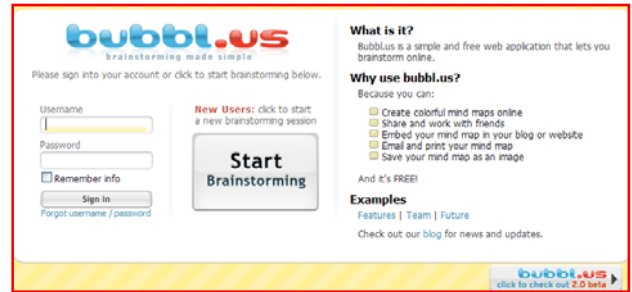 bubbl.us
brainstorming made simple
Please sign into your account or click to start brainstorming below.
Username
Password
Remember info
Sign In
Forgot username / password
New Users: click to start
a new brainstorming session
Start
Brainstorming
What is it?
Bubbl.us is a simple and free web application that lets you
brainstorm online.
Why use bubbl.us?
Because you can:
Create colorful mind maps online
Share and work with friends
Embed your mind map in your blog or website
Email and print your mind map
Save your mind map as an image
And it's FREE!
Examples
Features | Team | Future
Check out our blog for news and updates.
bubbl.us
click to check out 2.0 beta